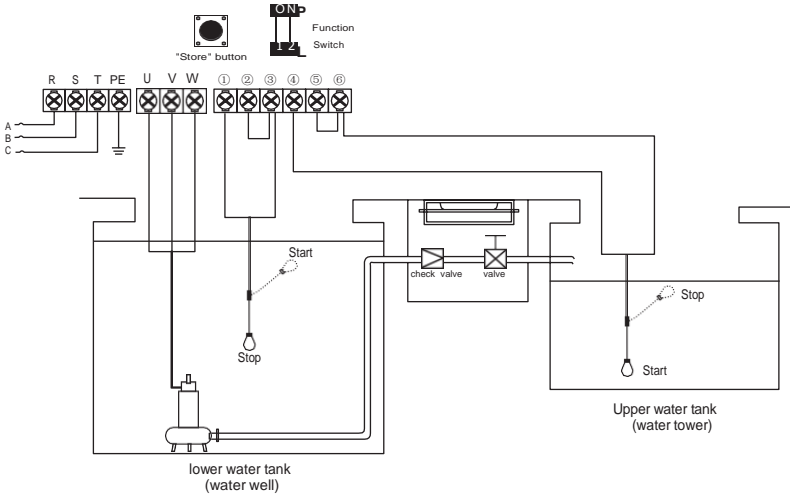 ON P
Function
1 2 L
Switch
"Store" button
R S T PE U V W ① ② ③ ④ ⑤ ⑥
A
B
C
Start
Stop
check valve
valve
Stop
Start
Upper water tank
(water tower)
lower water tank
(water well)